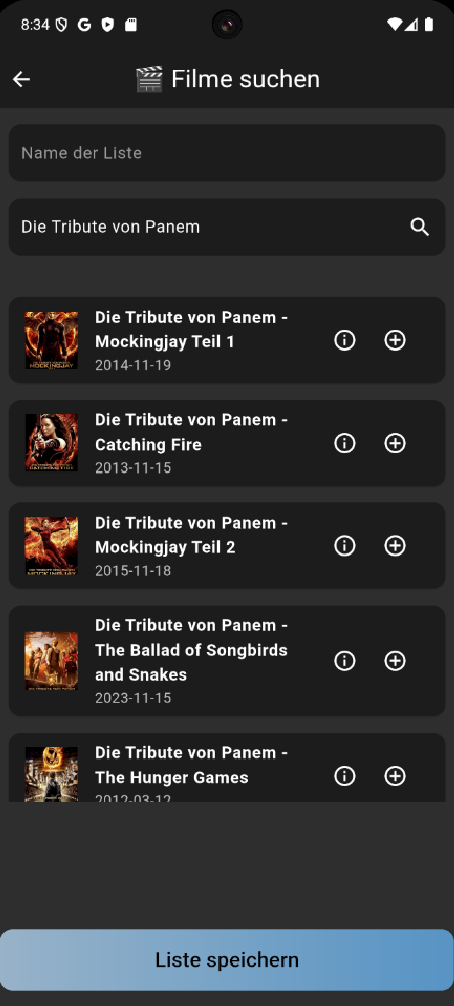 8:34
Filme suchen
Name der Liste
Die Tribute von Panem
Die Tribute von Panem -
Mockingjay Teil 1
2014-11-19
Die Tribute von Panem -
Catching Fire
2013-11-15
Die Tribute von Panem -
Mockingjay Teil 2
2015-11-18
Die Tribute von Panem -
The Ballad of Songbirds
and Snakes
2023-11-15
Die Tribute von Panem -
The Hunger Games
2012-03-12
Liste speichern